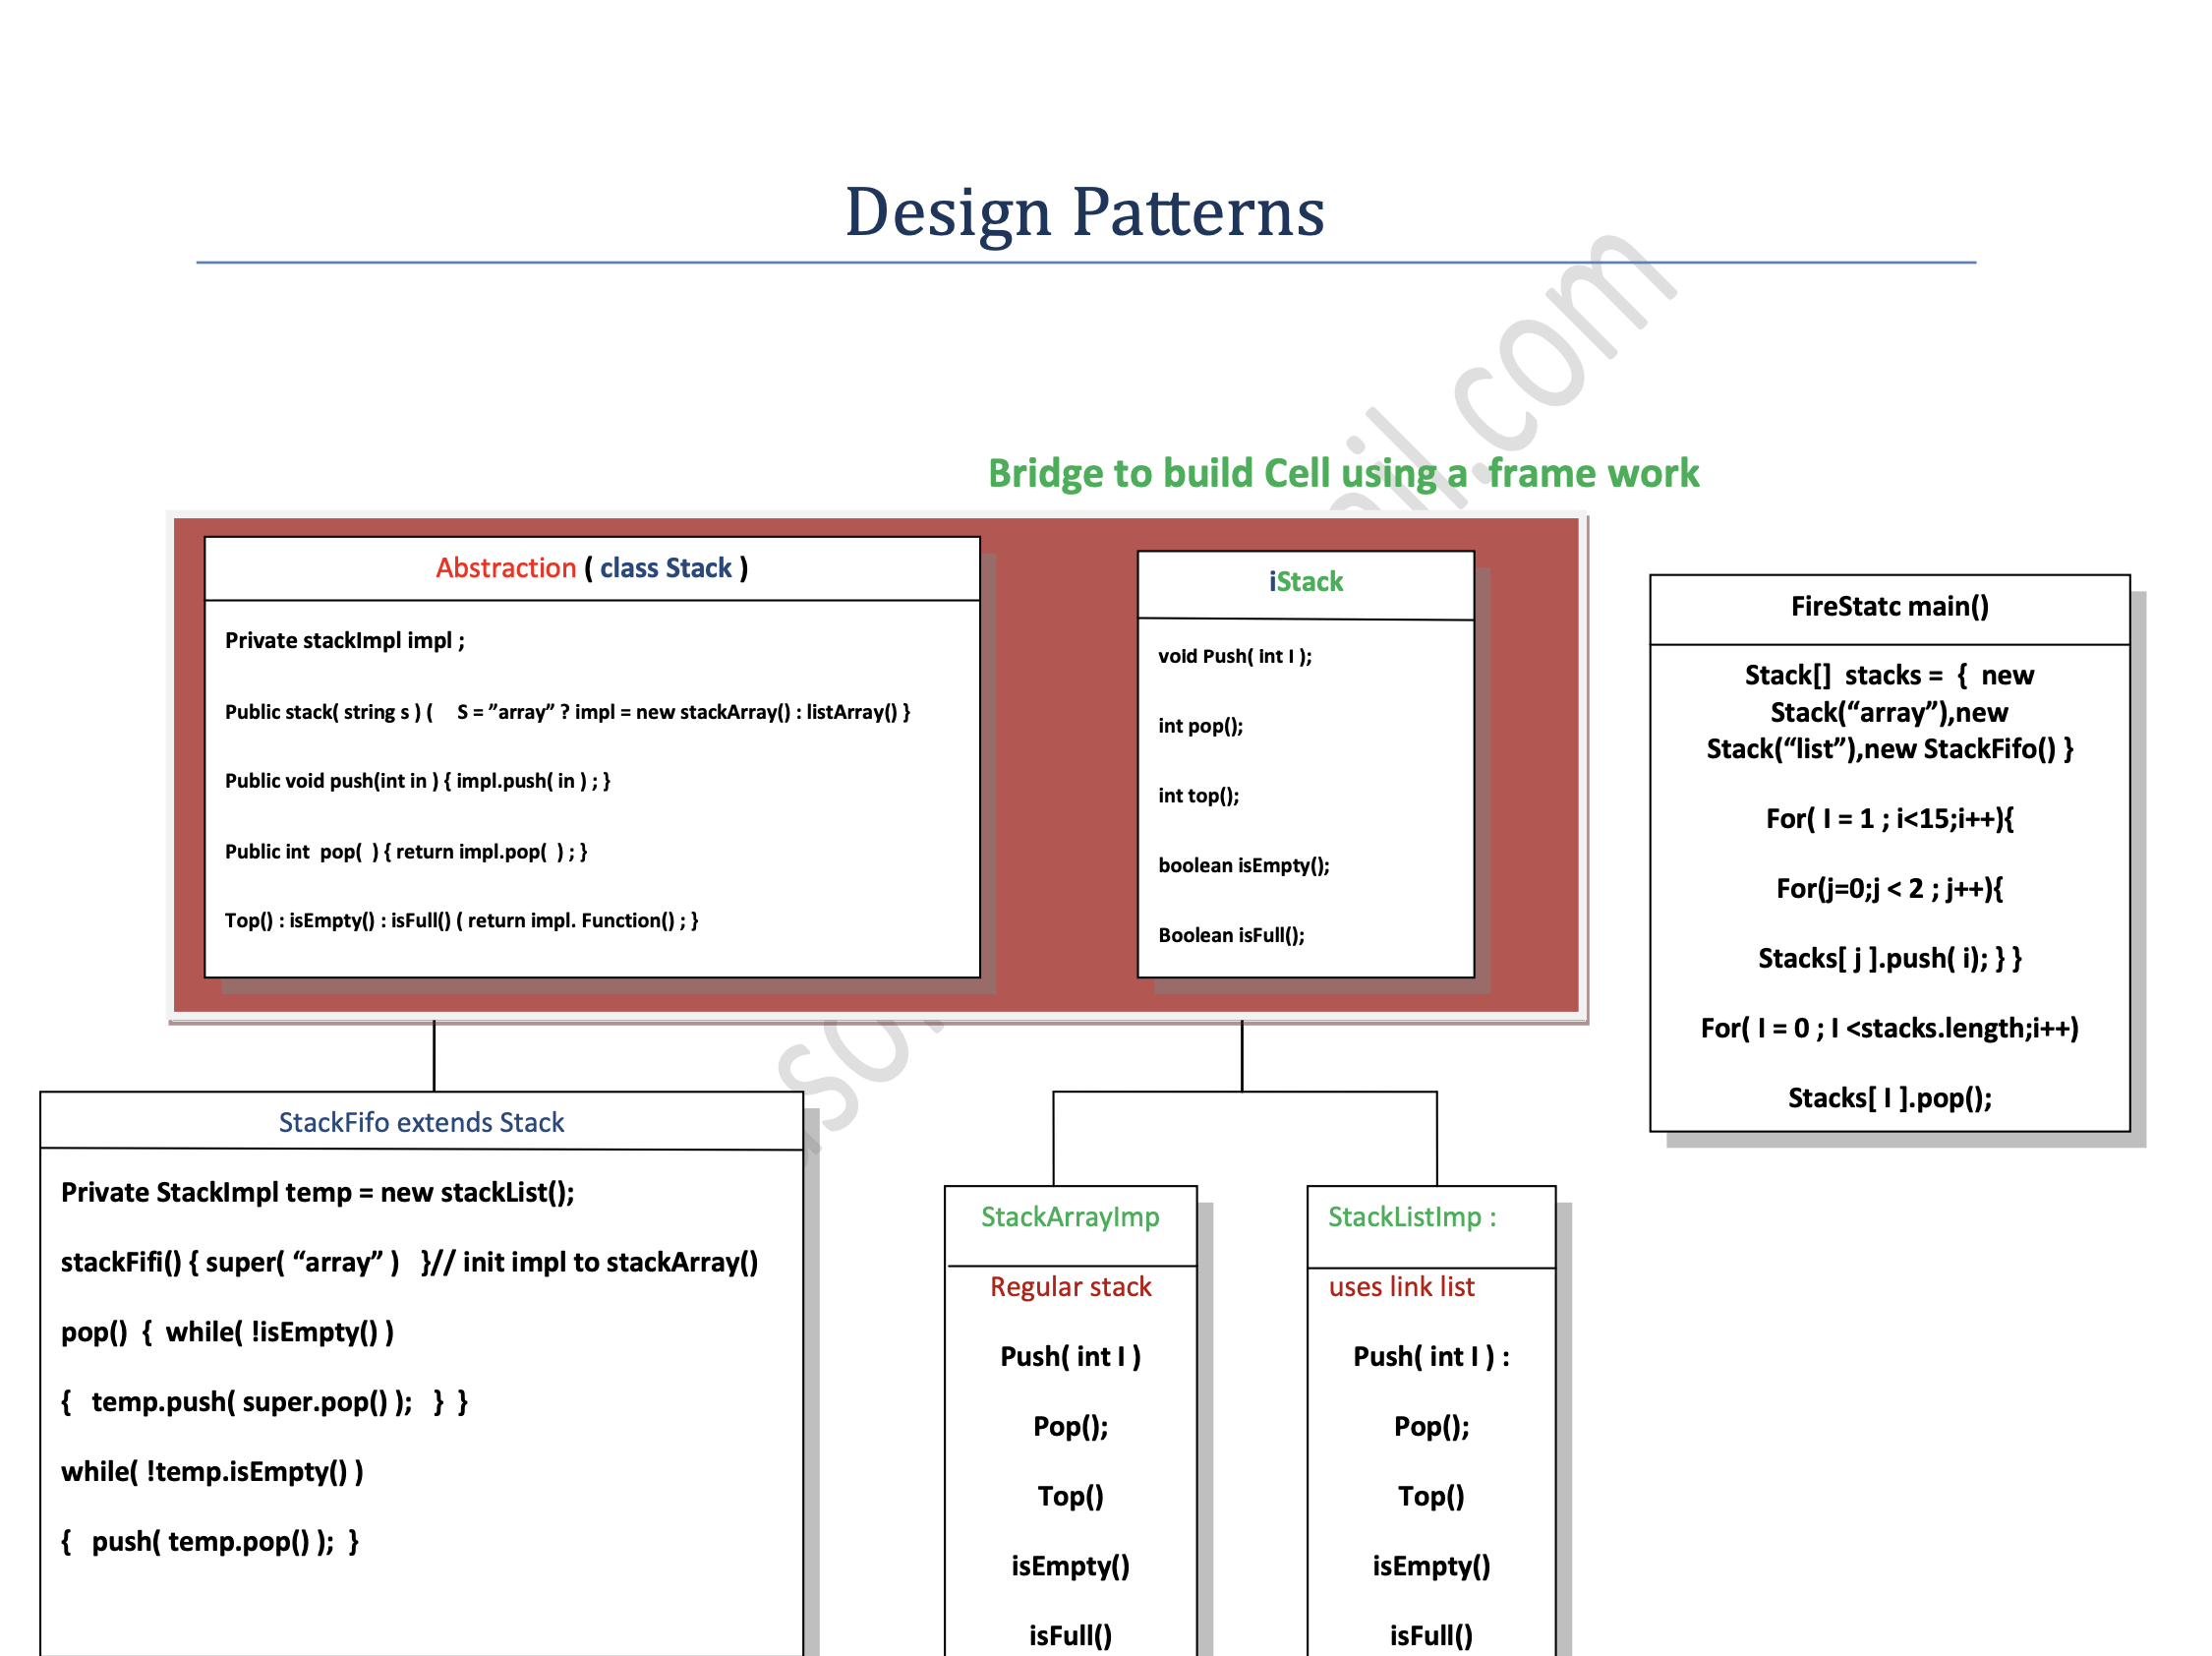 Design Patterns
Bridge to build Cell using a frame work
Abstraction ( class Stack )
Private stackImpl impl ;
Public stack( string s ) ( S = ”array” ? impl = new stackArray() : listArray() }
Public void push(int in ) { impl.push( in ) ; }
Public int pop( ) { return impl.pop( ) ; }
Top() : isEmpty() : isFull() ( return impl. Function() ; }
iStack
void Push( int I );
int pop();
int top();
boolean isEmpty();
Boolean isFull();
FireStatc main()
Stack[] stacks = { new
Stack(“array”),new
Stack(“list”),new StackFifo() }
For( I = 1 ; i<15;i++){
For(j=0;j < 2 ; j++){
Stacks[ j ].push( i); } }
For( I = 0 ; I <stacks.length;i++)
Stacks[ I ].pop();
StackFifo extends Stack
Private StackImpl temp = new stackList();
stackFifi() { super( “array” ) }// init impl to stackArray()
pop() { while( !isEmpty() )
{ temp.push( super.pop() ); } }
while( !temp.isEmpty() )
{ push( temp.pop() ); }
StackArrayImp
Regular stack
Push( int I )
Pop();
Top()
isEmpty()
isFull()
StackListImp :
uses link list
Push( int I ) :
Pop();
Top()
isEmpty()
isFull()